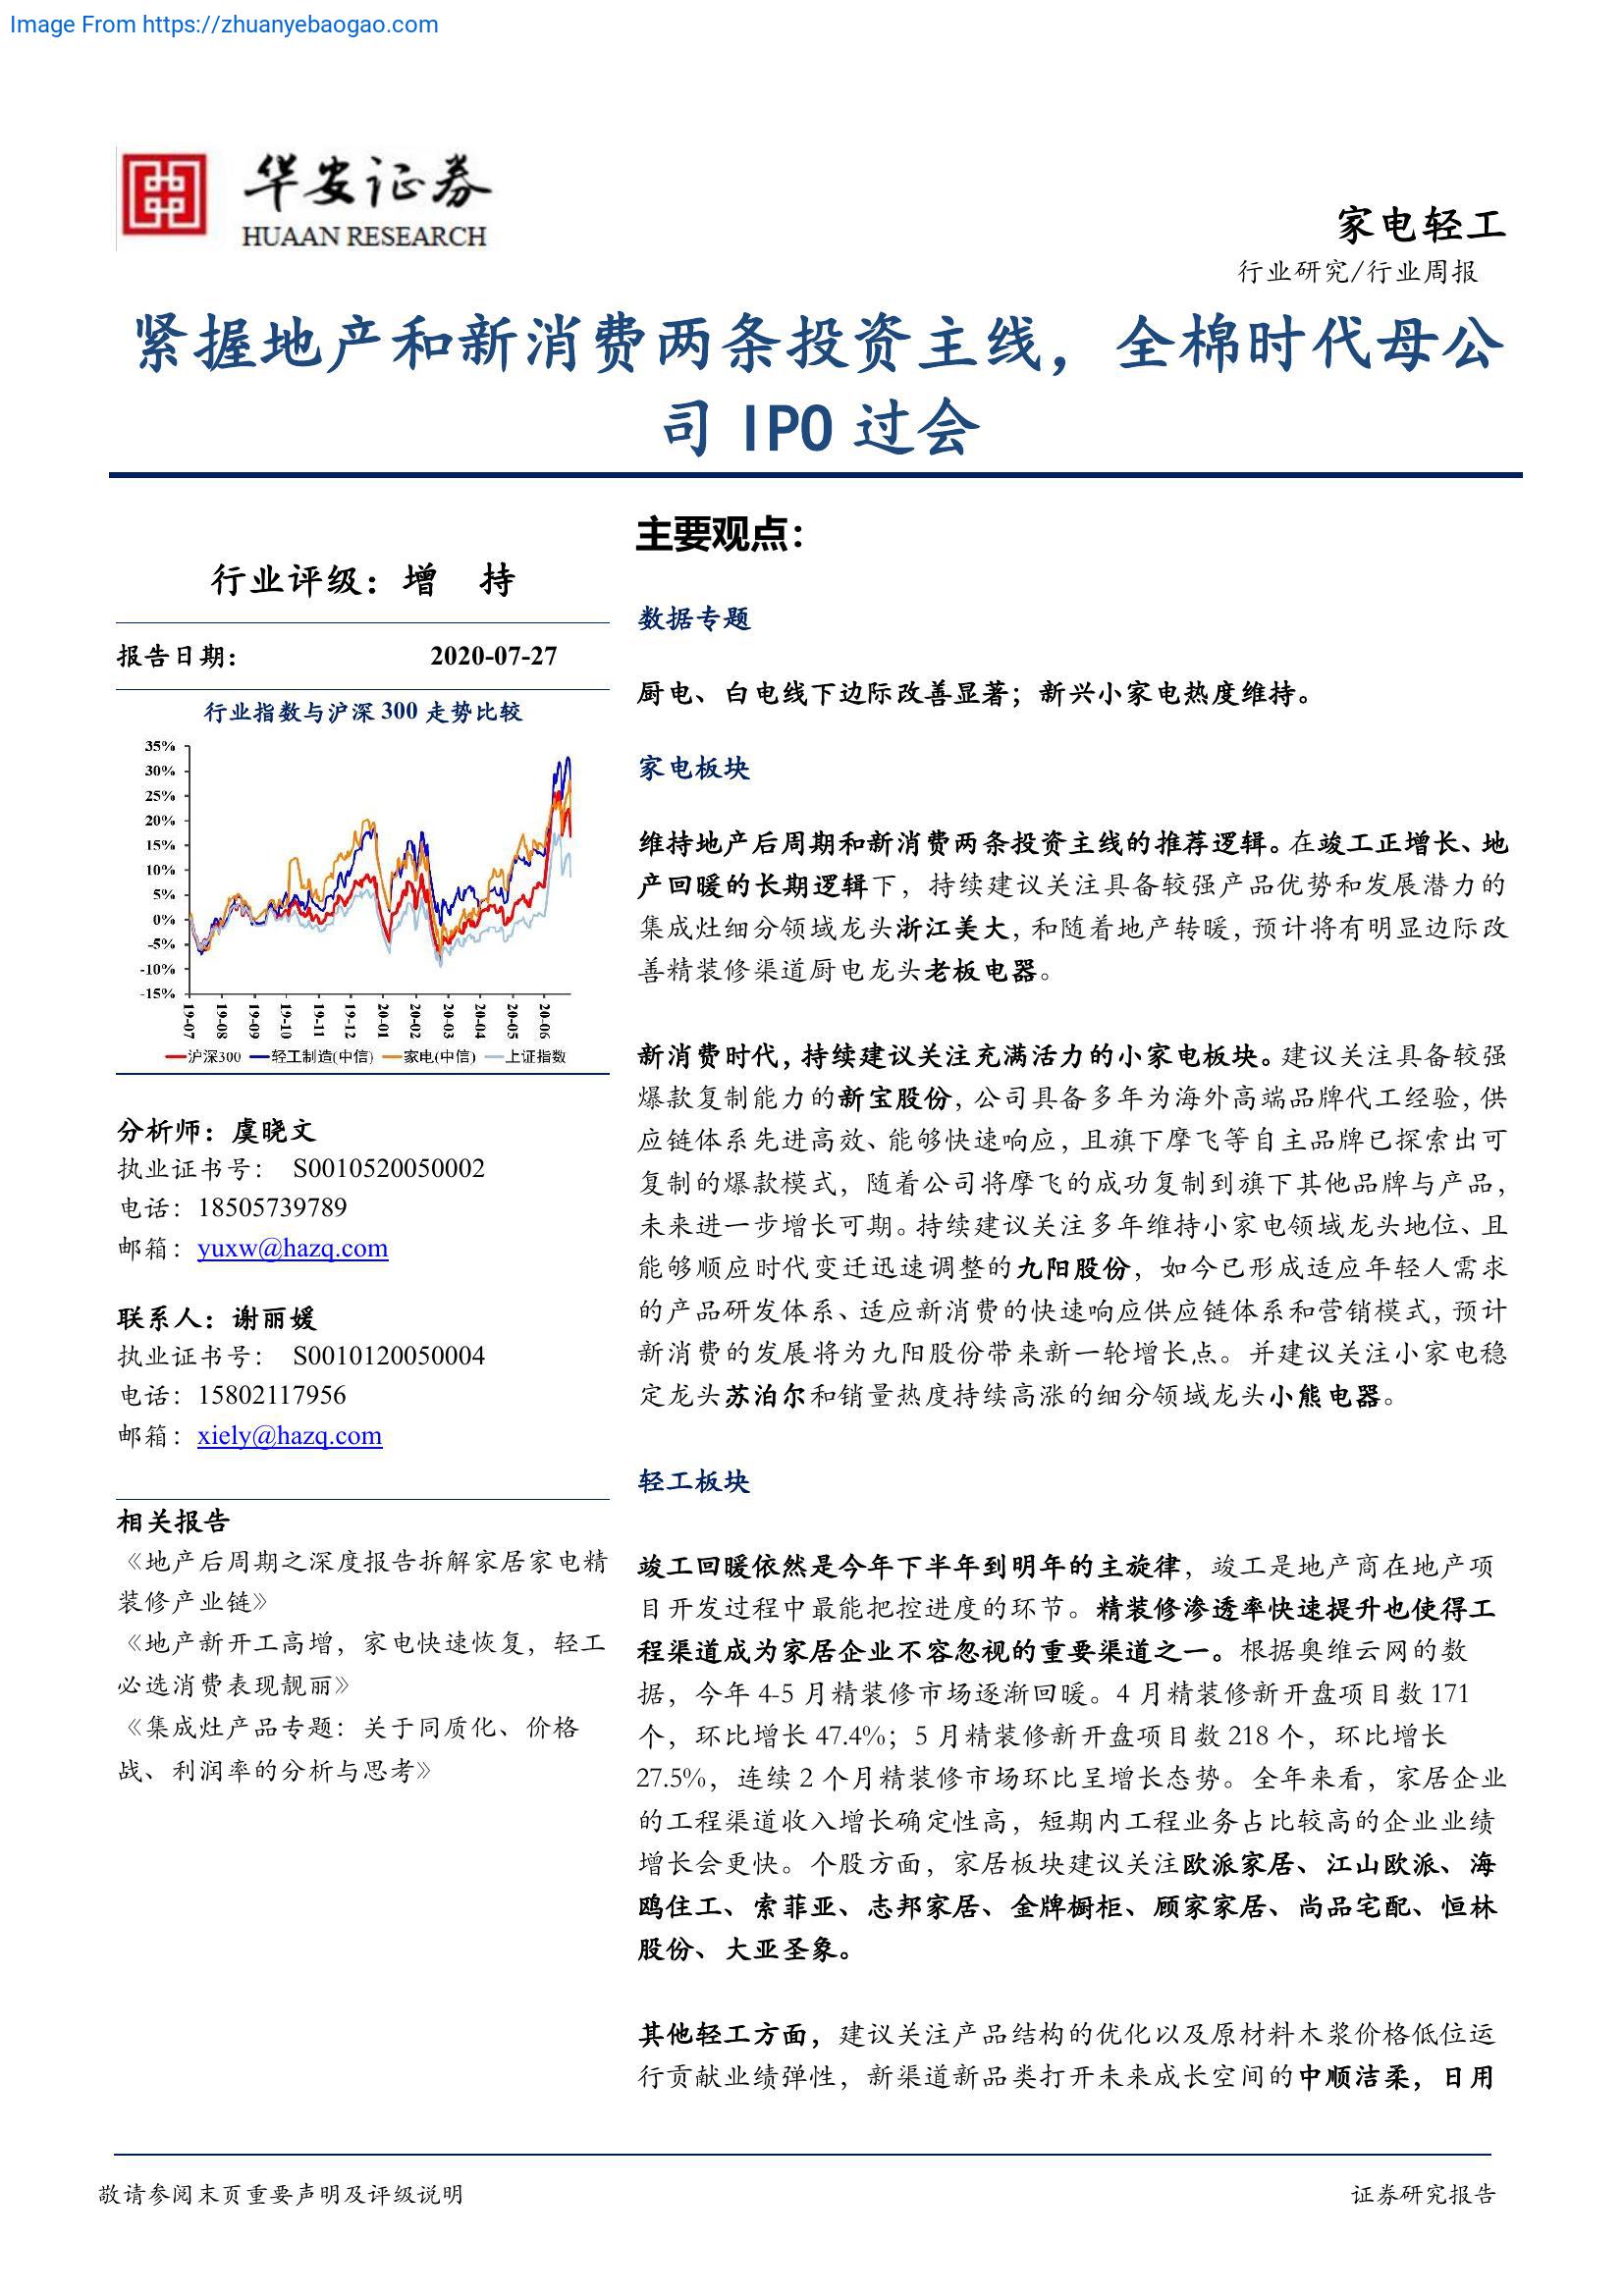 Image From https://zhuanyebaogao.com
华安证券
HUAAN RESEARCH
家电轻工
行业研究/行业周报
紧握地产和新消费两条投资主线，全棉时代母公
司 IPO 过会
行业评级：增 持
报告日期： 2020-07-27
行业指数与沪深 300 走势比较
35%
30%
25%
20%
15%
10%
5%
0%
-5%
-10%
-15%
19-07 19-08 19-09 19-10 19-11 19-12 20-01 20-02 20-03 20-04 20-05 20-06
沪深300 轻工制造(中信) 家电(中信) 上证指数
分析师：虞晓文
执业证书号： S0010520050002
电话：18505739789
邮箱：yuxw@hazq.com
联系人：谢丽媛
执业证书号： S0010120050004
电话：15802117956
邮箱：xiely@hazq.com
相关报告
《地产后周期之深度报告拆解家居家电精
装修产业链》
《地产新开工高增，家电快速恢复，轻工
必选消费表现靓丽》
《集成灶产品专题：关于同质化、价格
战、利润率的分析与思考》
主要观点：
数据专题
厨电、白电线下边际改善显著；新兴小家电热度维持。
家电板块
维持地产后周期和新消费两条投资主线的推荐逻辑。在竣工正增长、地
产回暖的长期逻辑下，持续建议关注具备较强产品优势和发展潜力的
集成灶细分领域龙头浙江美大，和随着地产转暖，预计将有明显边际改
善精装修渠道厨电龙头老板电器。
新消费时代，持续建议关注充满活力的小家电板块。建议关注具备较强
爆款复制能力的新宝股份，公司具备多年为海外高端品牌代工经验，供
应链体系先进高效、能够快速响应，且旗下摩飞等自主品牌已探索出可
复制的爆款模式，随着公司将摩飞的成功复制到旗下其他品牌与产品，
未来进一步增长可期。持续建议关注多年维持小家电领域龙头地位、且
能够顺应时代变迁迅速调整的九阳股份，如今已形成适应年轻人需求
的产品研发体系、适应新消费的快速响应供应链体系和营销模式，预计
新消费的发展将为九阳股份带来新一轮增长点。并建议关注小家电稳
定龙头苏泊尔和销量热度持续高涨的细分领域龙头小熊电器。
轻工板块
竣工回暖依然是今年下半年到明年的主旋律，竣工是地产商在地产项
目开发过程中最能把控进度的环节。精装修渗透率快速提升也使得工
程渠道成为家居企业不容忽视的重要渠道之一。根据奥维云网的数
据，今年 4-5 月精装修市场逐渐回暖。4 月精装修新开盘项目数 171
个，环比增长 47.4%；5 月精装修新开盘项目数 218 个，环比增长
27.5%，连续 2 个月精装修市场环比呈增长态势。全年来看，家居企业
的工程渠道收入增长确定性高，短期内工程业务占比较高的企业业绩
增长会更快。个股方面，家居板块建议关注欧派家居、江山欧派、海
鸥住工、索菲亚、志邦家居、金牌橱柜、顾家家居、尚品宅配、恒林
股份、大亚圣象。
其他轻工方面，建议关注产品结构的优化以及原材料木浆价格低位运
行贡献业绩弹性，新渠道新品类打开未来成长空间的中顺洁柔，日用
敬请参阅末页重要声明及评级说明
证券研究报告